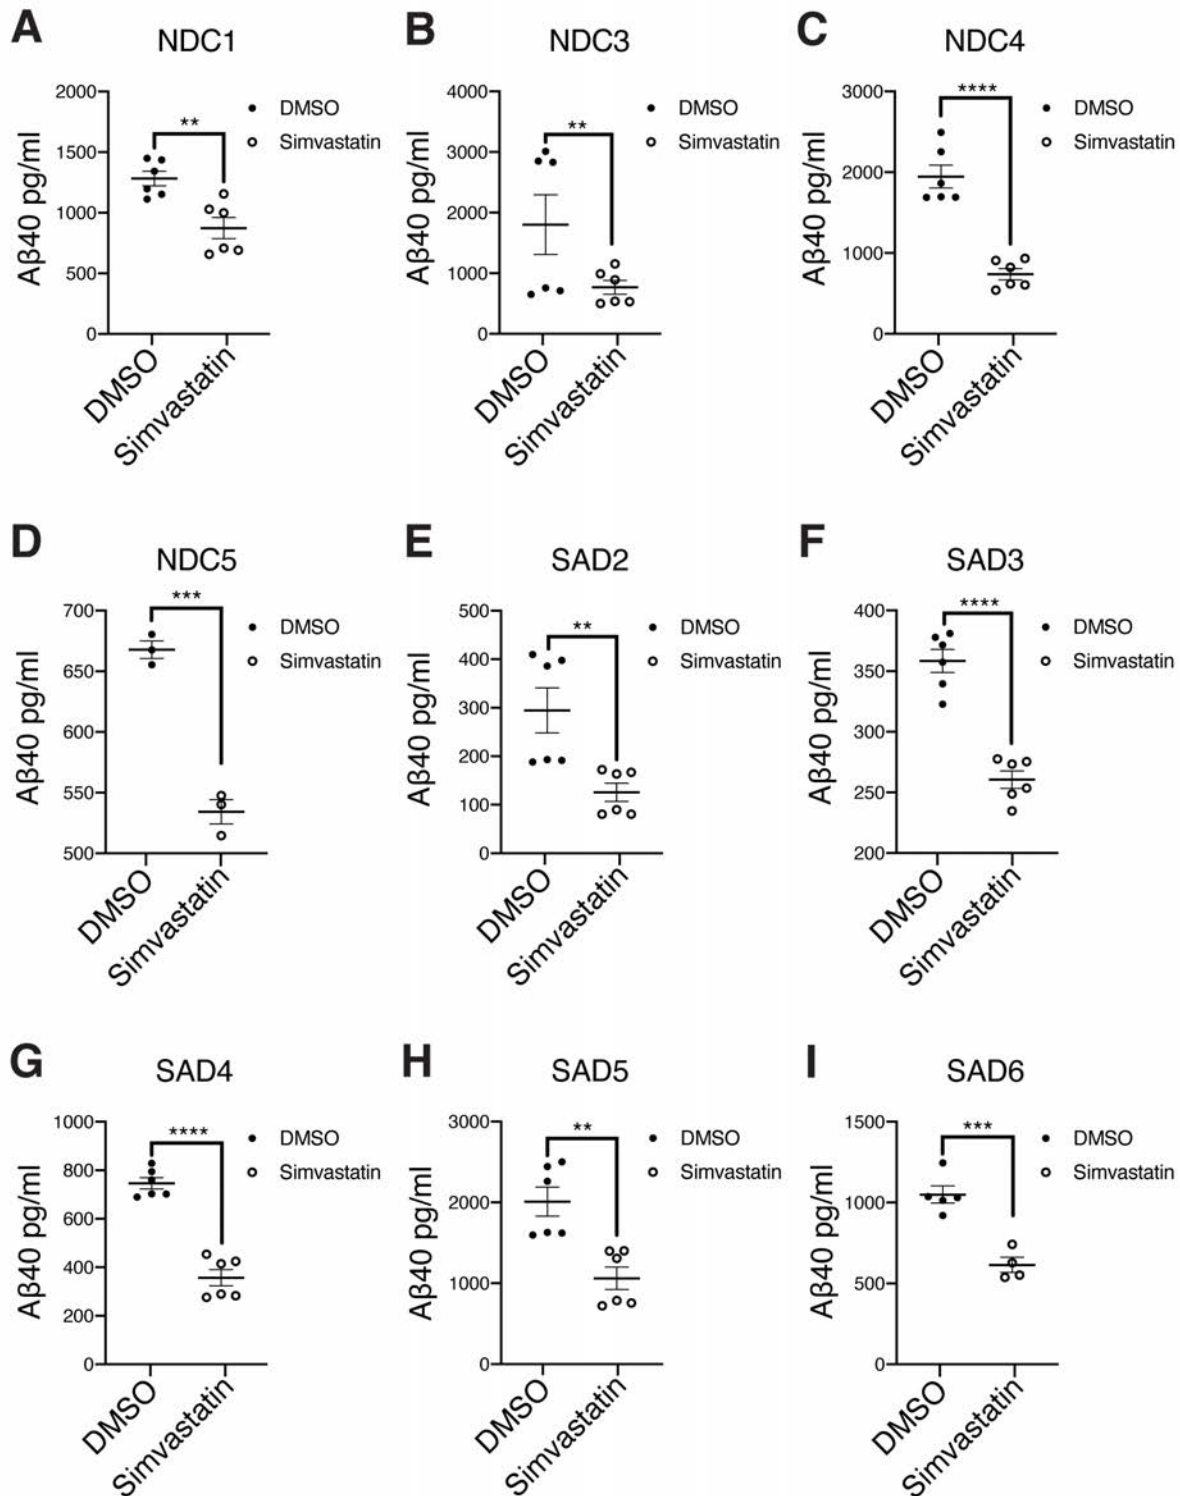 A
NDC1
2000
1500
1000
500
0
Aβ40 pg/ml
**
DMSO
Simvastatin
DMSO
Simvastatin
B
NDC3
4000
3000
2000
1000
0
Aβ40 pg/ml
**
DMSO
Simvastatin
DMSO
Simvastatin
C
NDC4
3000
2000
1000
0
Aβ40 pg/ml
****
DMSO
Simvastatin
DMSO
Simvastatin
D
NDC5
700
650
600
550
500
Aβ40 pg/ml
***
DMSO
Simvastatin
DMSO
Simvastatin
E
SAD2
500
400
300
200
100
0
Aβ40 pg/ml
**
DMSO
Simvastatin
DMSO
Simvastatin
F
SAD3
400
350
300
250
200
Aβ40 pg/ml
****
DMSO
Simvastatin
DMSO
Simvastatin
G
SAD4
1000
800
600
400
200
0
Aβ40 pg/ml
****
DMSO
Simvastatin
DMSO
Simvastatin
H
SAD5
3000
2000
1000
0
Aβ40 pg/ml
**
DMSO
Simvastatin
DMSO
Simvastatin
I
SAD6
1500
1000
500
0
Aβ40 pg/ml
***
DMSO
Simvastatin
DMSO
Simvastatin